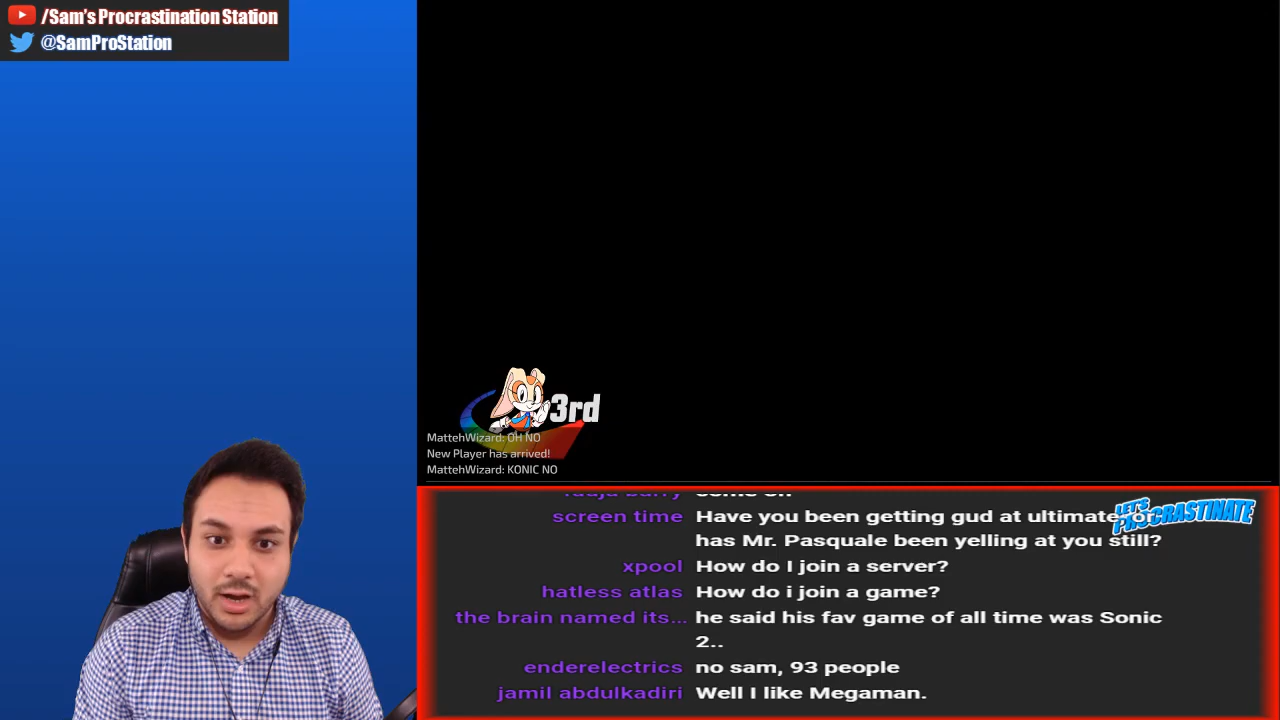 /Sam's Procrastination Station
@SamProStation
3rd
MattehWizard: OH NO
New Player has arrived!
MattehWizard: KONIC NO
LET'S
PROCRASTINATE
screen time Have you been getting gud at ultimate or
has Mr. Pasquale been yelling at you still?
xpool How do I join a server?
hatless atlas How do i join a game?
the brain named its... he said his fav game of all time was Sonic
2..
enderelectrics no sam, 93 people
jamil abdulkadiri Well I like Megaman.